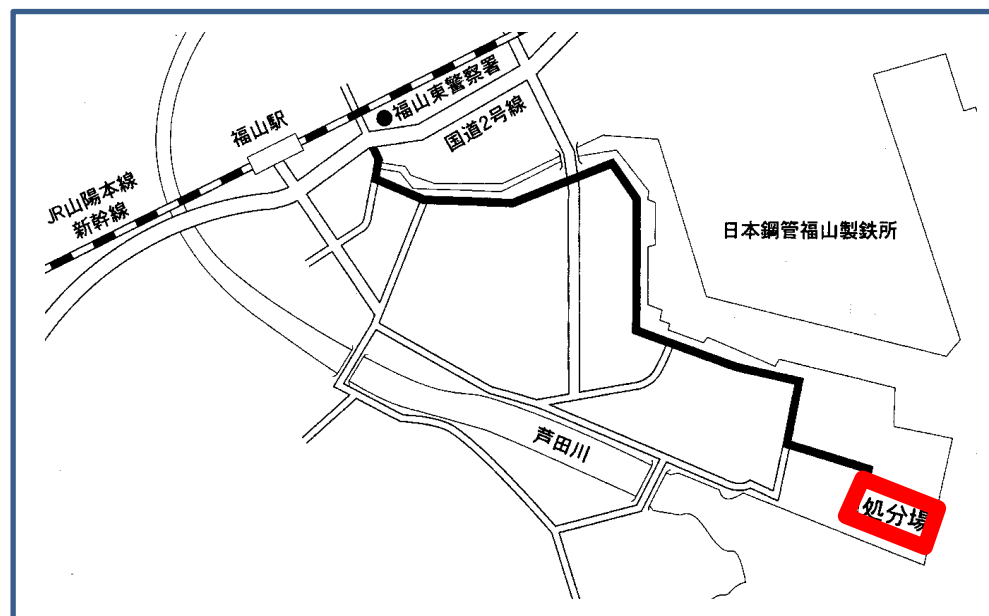 福山東警察署
福山駅
国道2号線
JR山陽本線
新幹線
日本鋼管福山製鉄所
芦田川
処分場